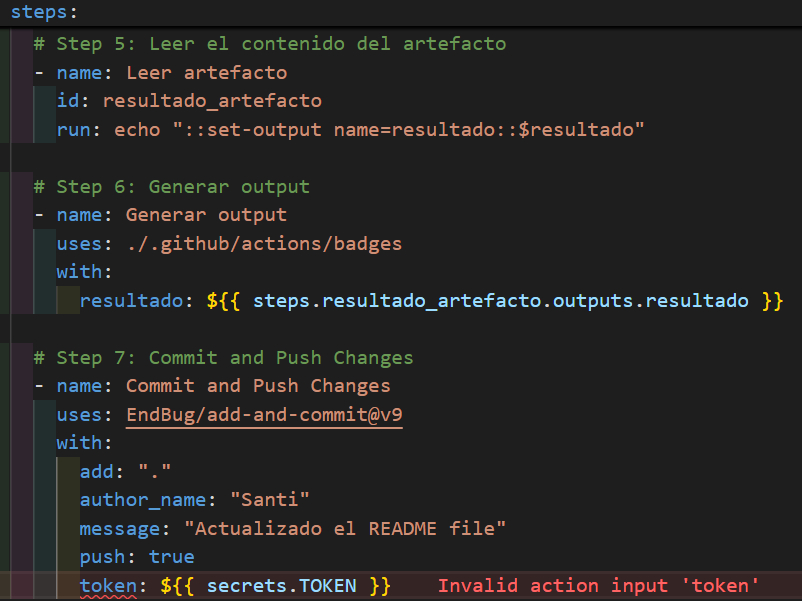 steps:
# Step 5: Leer el contenido del artefacto
- name: Leer artefacto
id: resultado_artefacto
run: echo "::set-output name=resultado::$resultado"
# Step 6: Generar output
- name: Generar output
uses: ./.github/actions/badges
with:
resultado: ${{ steps.resultado_artefacto.outputs.resultado }}
# Step 7: Commit and Push Changes
- name: Commit and Push Changes
uses: EndBug/add-and-commit@v9
with:
add: "."
author_name: "Santi"
message: "Actualizado el README file"
push: true
token: ${{ secrets.TOKEN }} Invalid action input 'token'